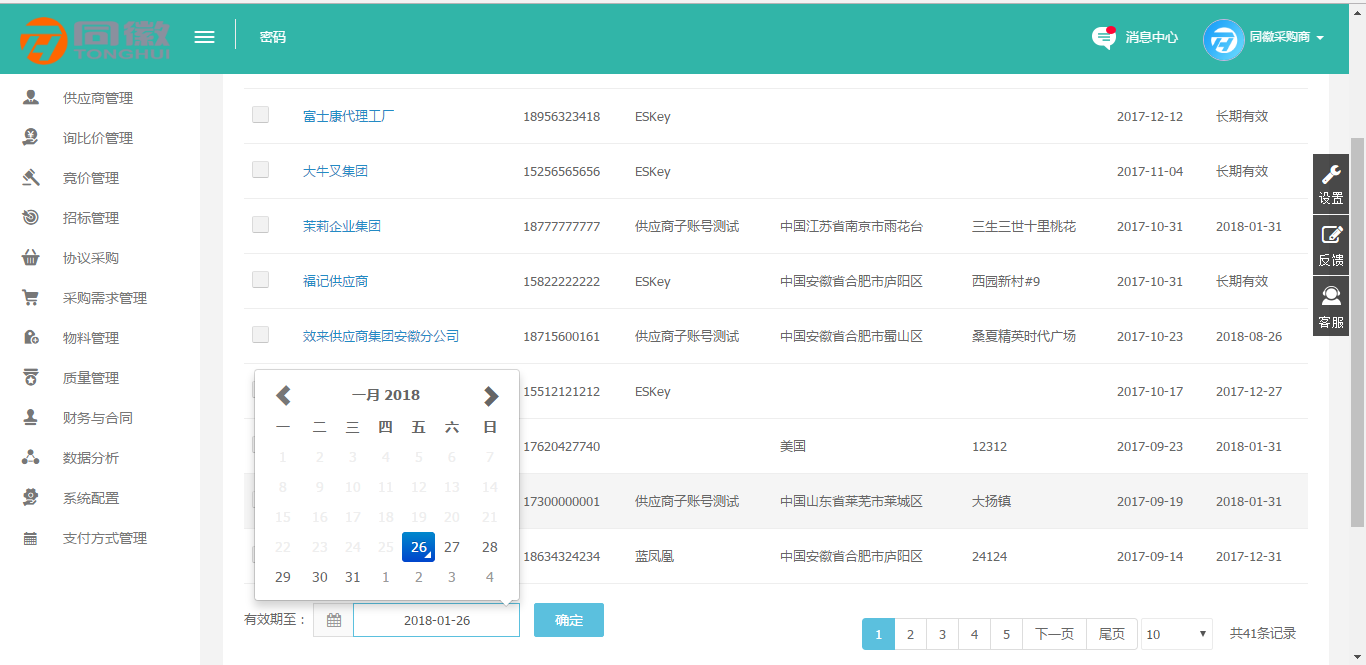 同徽
TONGHUI
密码
消息中心
同徽采购商
供应商管理
询比价管理
竞价管理
招标管理
协议采购
采购需求管理
物料管理
质量管理
财务与合同
数据分析
系统配置
支付方式管理
富士康代理工厂 18956323418 ESKey 2017-12-12 长期有效
大牛叉集团 15256565656 ESKey 2017-11-04 长期有效
茉莉企业集团 18777777777 供应商子账号测试 中国江苏省南京市雨花台 三生三世十里桃花 2017-10-31 2018-01-31
福记供应商 15822222222 ESKey 中国安徽省合肥市庐阳区 西园新村#9 2017-10-31 长期有效
效来供应商集团安徽分公司 18715600161 供应商子账号测试 中国安徽省合肥市蜀山区 桑夏精英时代广场 2017-10-23 2018-08-26
15512121212 ESKey 2017-10-17 2017-12-27
17620427740 美国 12312 2017-09-23 2018-01-31
17300000001 供应商子账号测试 中国山东省莱芜市莱城区 大扬镇 2017-09-19 2018-01-31
18634324234 蓝凤凰 中国安徽省合肥市庐阳区 24124 2017-09-14 2017-12-31
一月 2018
一 二 三 四 五 六 日
1 2 3 4 5 6 7
8 9 10 11 12 13 14
15 16 17 18 19 20 21
22 23 24 25 26 27 28
29 30 31 1 2 3 4
有效期至： 2018-01-26 确定
1 2 3 4 5 下一页 尾页 10 共41条记录
设置
反馈
客服